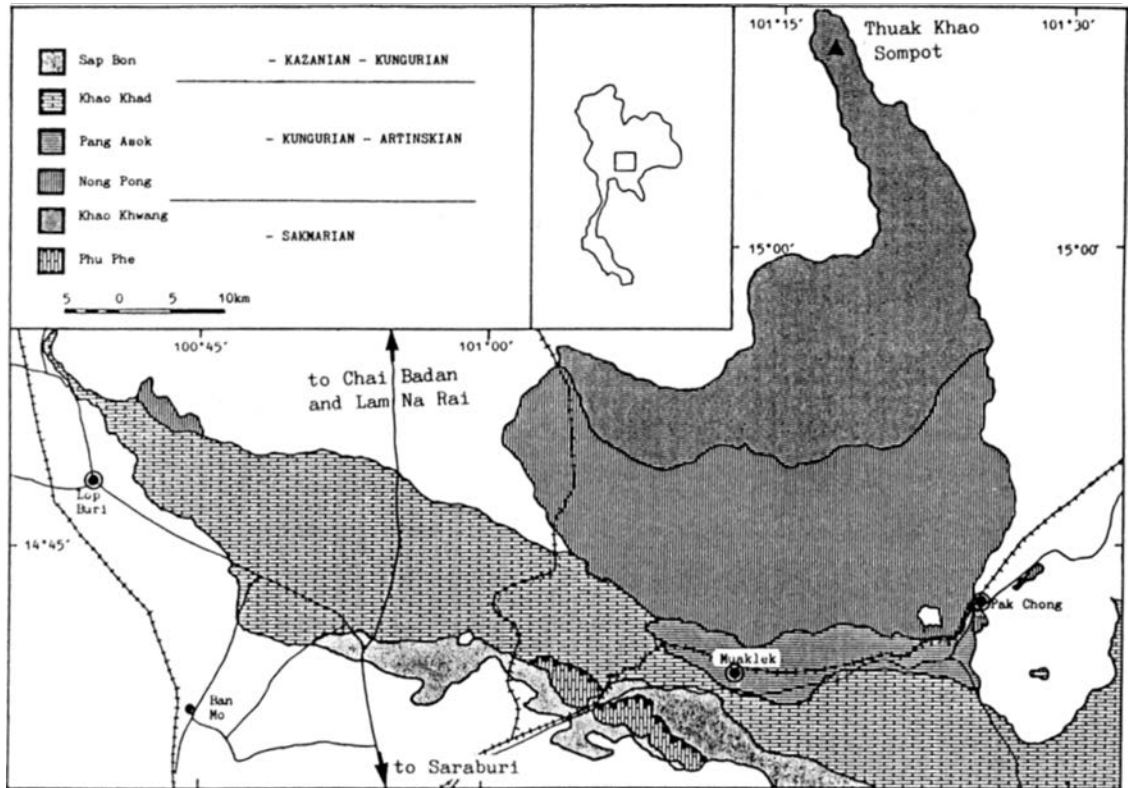 Sap Bon
- KAZANIAN - KUNGURIAN
Khao Khad
Pang Asok
- KUNGURIAN - ARTINSKIAN
Nong Pong
Khao Khwang
- SAKMARIAN
Phu Phe
5 0 5 10km
101°15'
101°30'
Thuak Khao
Sompot
15°00'
15°00'
100°45'
101°00'
to Chai Badan
and Lam Na Rai
Lop
Buri
14°45'
Pak Chong
Muaklek
Ban
Mo
to Saraburi